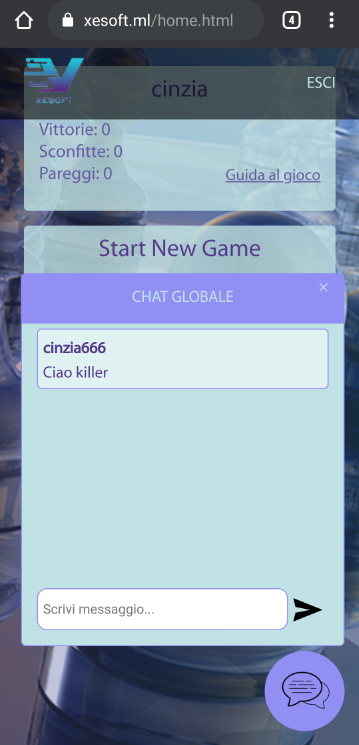 xesoft.ml/home.html
4
XESOFT
cinzia
ESCI
Vittorie: 0
Sconfitte: 0
Pareggi: 0
Guida al gioco
Start New Game
CHAT GLOBALE
×
cinzia666
Ciao killer
Scrivi messaggio...